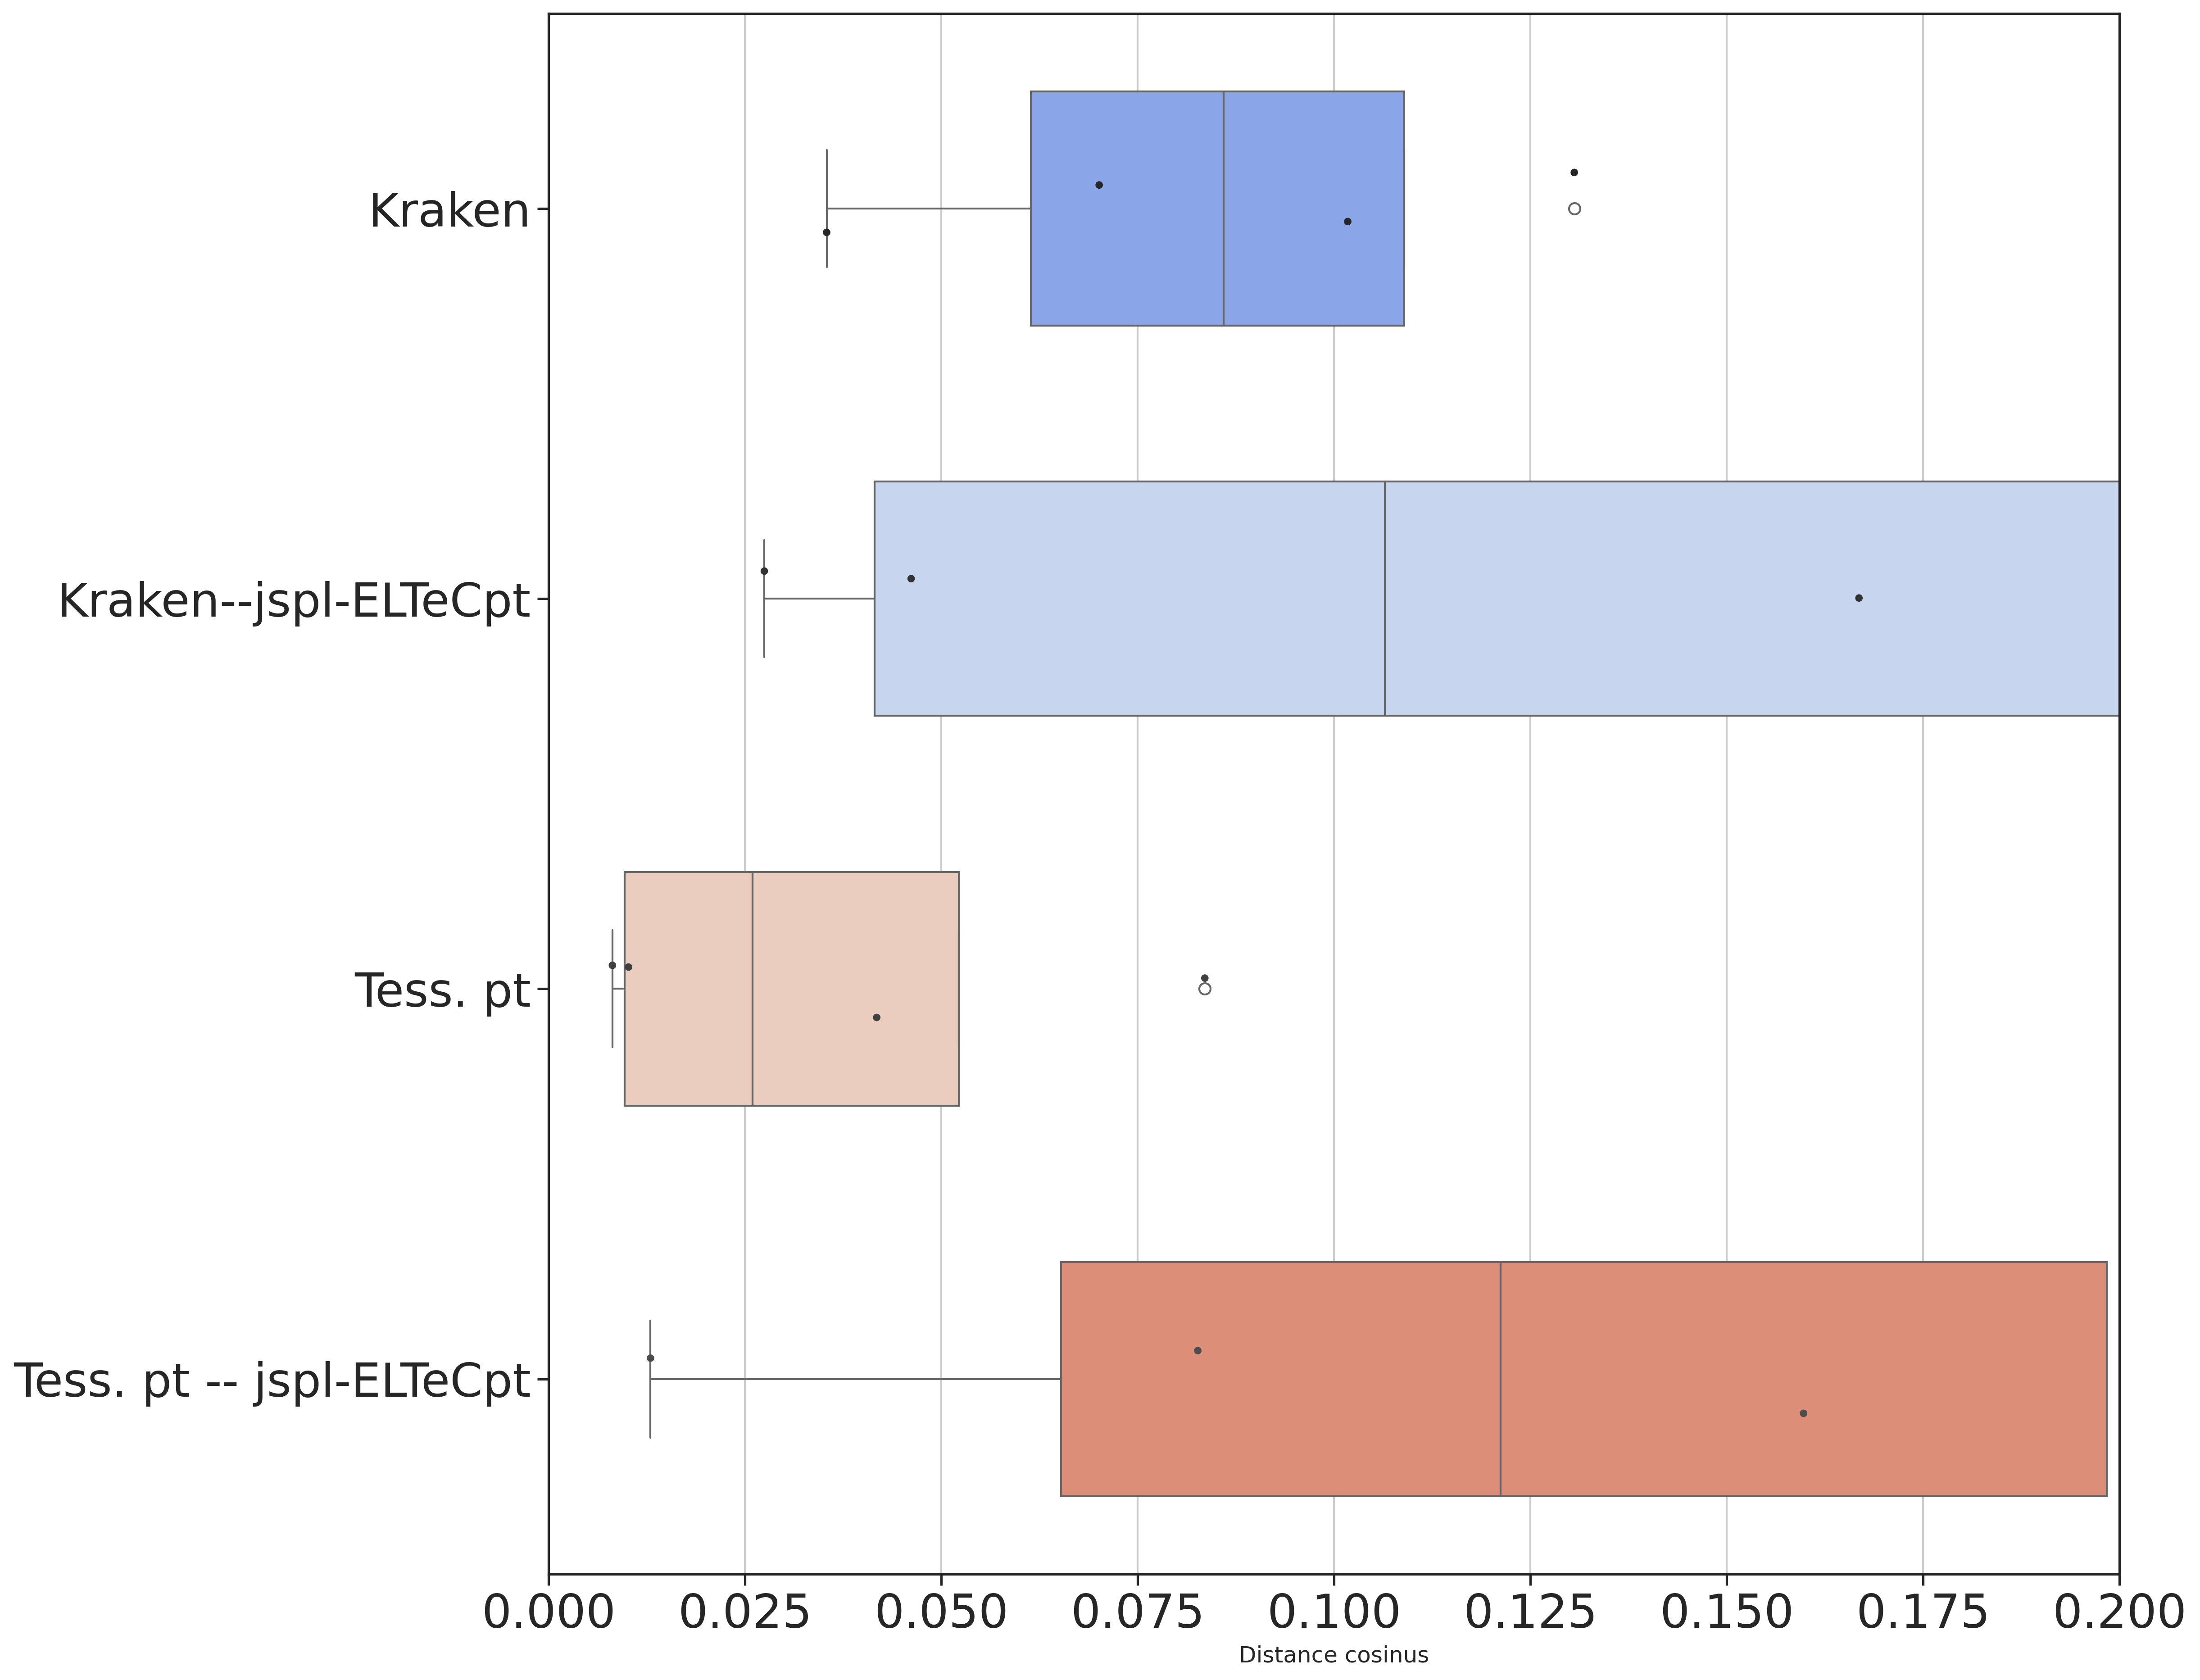 Kraken
Kraken--jspl-ELTeCpt
Tess. pt
Tess. pt -- jspl-ELTeCpt
0.000 0.025 0.050 0.075 0.100 0.125 0.150 0.175 0.200
Distance cosinus